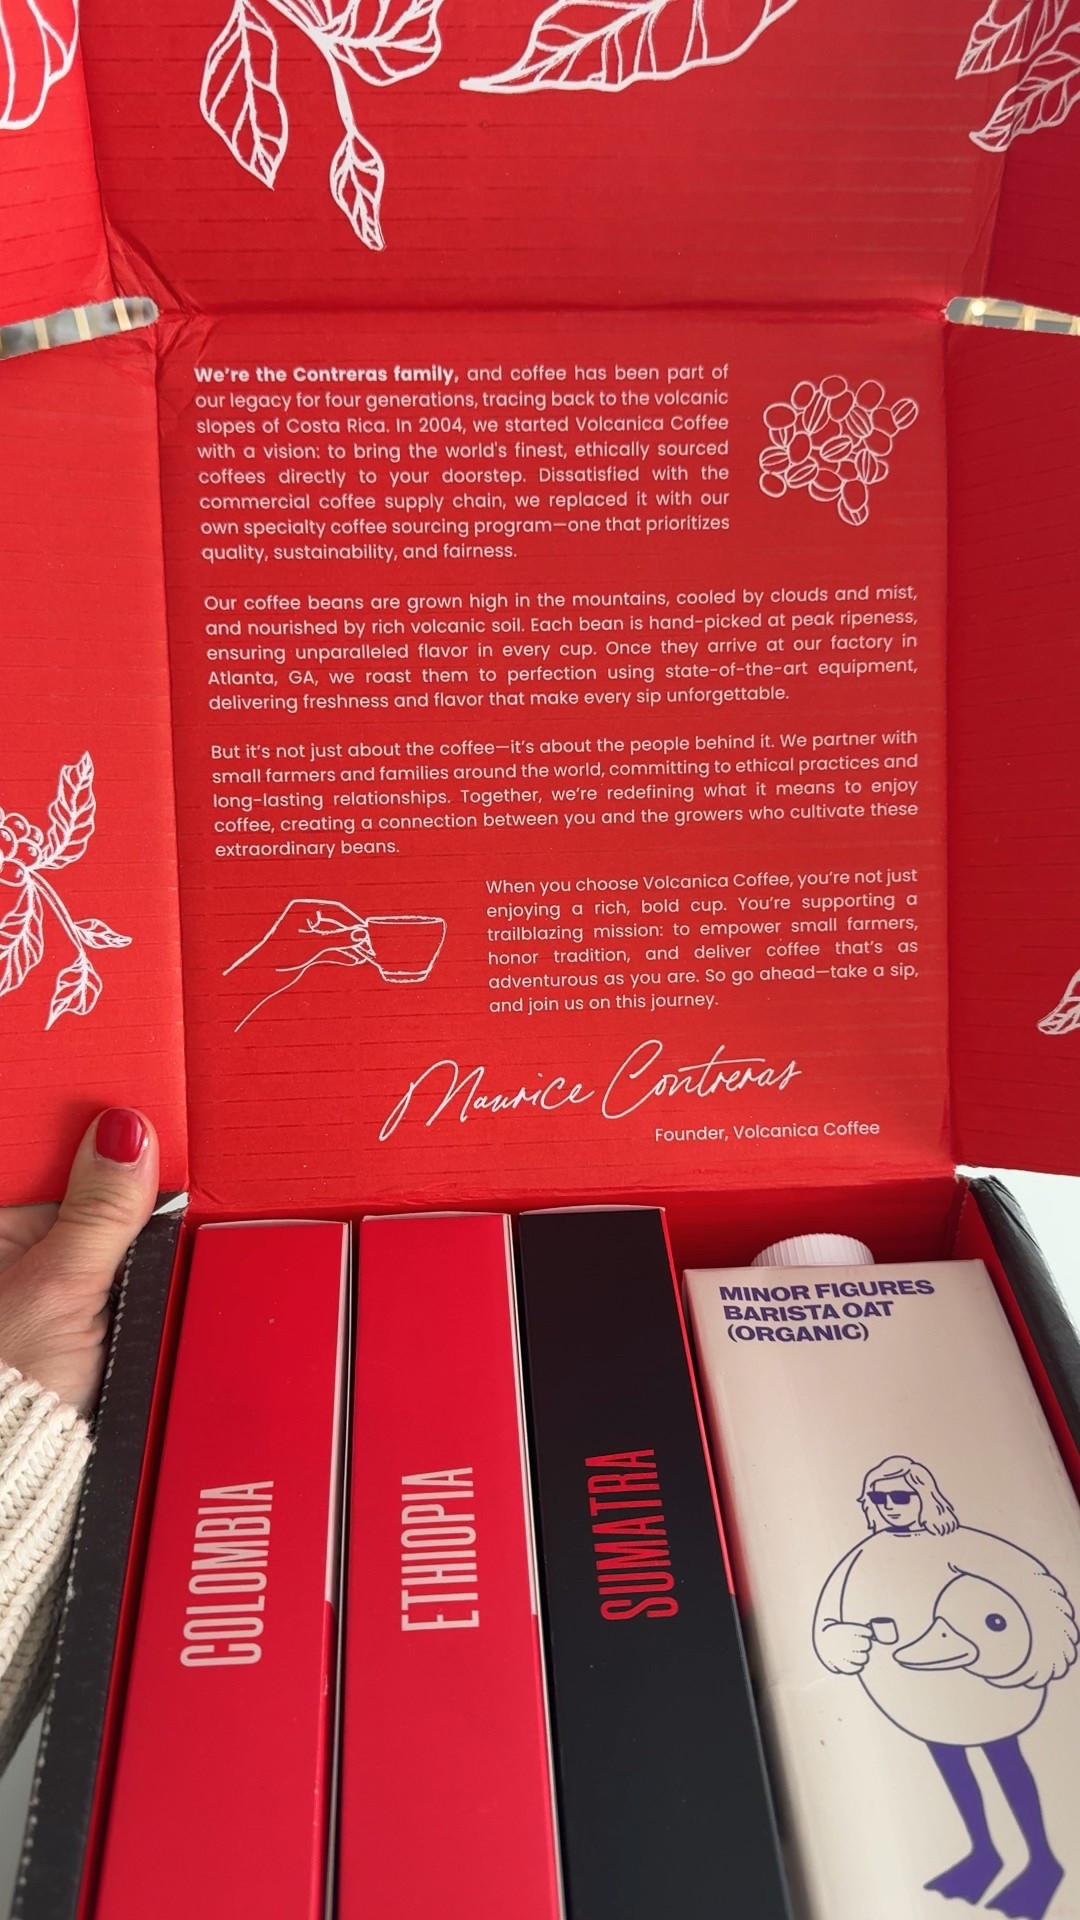 We're the Contreras family, and coffee has been part of
our legacy for four generations, tracing back to the volcanic
slopes of Costa Rica. In 2004, we started Volcanica Coffee
with a vision: to bring the world's finest, ethically sourced
coffees directly to your doorstep. Dissatisfied with the
commercial coffee supply chain, we replaced it with our
own specialty coffee sourcing program—one that prioritizes
quality, sustainability, and fairness.
Our coffee beans are grown high in the mountains, cooled by clouds and mist,
and nourished by rich volcanic soil. Each bean is hand-picked at peak ripeness,
ensuring unparalleled flavor in every cup. Once they arrive at our factory in
Atlanta, GA, we roast them to perfection using state-of-the-art equipment,
delivering freshness and flavor that make every sip unforgettable.
But it's not just about the coffee—it's about the people behind it. We partner with
small farmers and families around the world, committing to ethical practices and
long-lasting relationships. Together, we're redefining what it means to enjoy
coffee, creating a connection between you and the growers who cultivate these
extraordinary beans.
When you choose Volcanica Coffee, you're not just
enjoying a rich, bold cup. You're supporting a
trailblazing mission: to empower small farmers,
honor tradition, and deliver coffee that's as
adventurous as you are. So go ahead—take a sip,
and join us on this journey.
Maurice Contreras
Founder, Volcanica Coffee
COLOMBIA
ETHIOPIA
SUMATRA
MINOR FIGURES
BARISTA OAT
(ORGANIC)